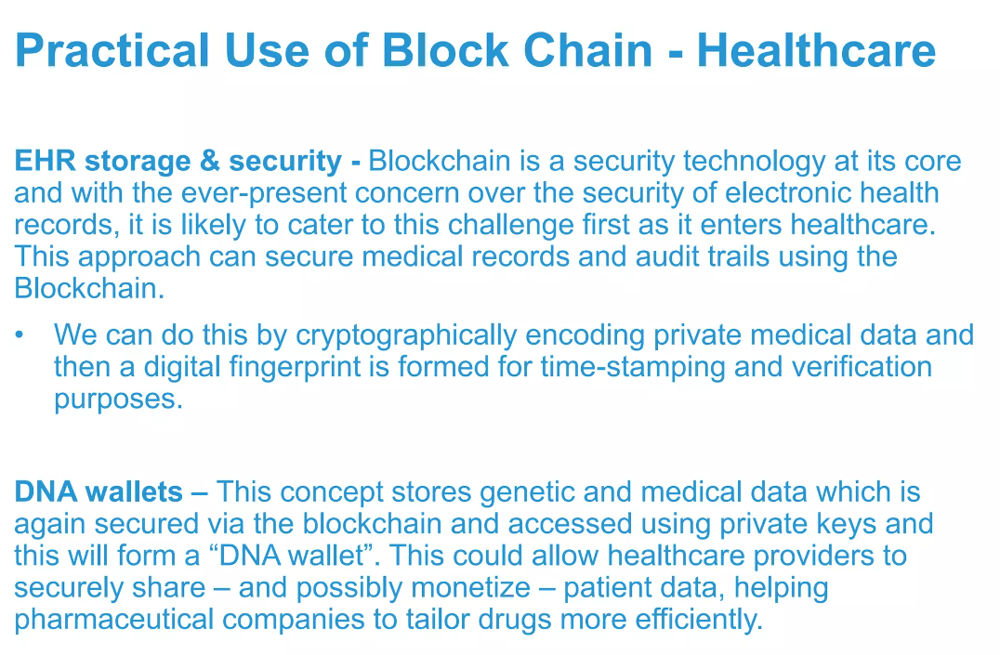 Practical Use of Block Chain - Healthcare
EHR storage & security - Blockchain is a security technology at its core
and with the ever-present concern over the security of electronic health
records, it is likely to cater to this challenge first as it enters healthcare.
This approach can secure medical records and audit trails using the
Blockchain.
• We can do this by cryptographically encoding private medical data and
then a digital fingerprint is formed for time-stamping and verification
purposes.
DNA wallets – This concept stores genetic and medical data which is
again secured via the blockchain and accessed using private keys and
this will form a “DNA wallet”. This could allow healthcare providers to
securely share – and possibly monetize – patient data, helping
pharmaceutical companies to tailor drugs more efficiently.